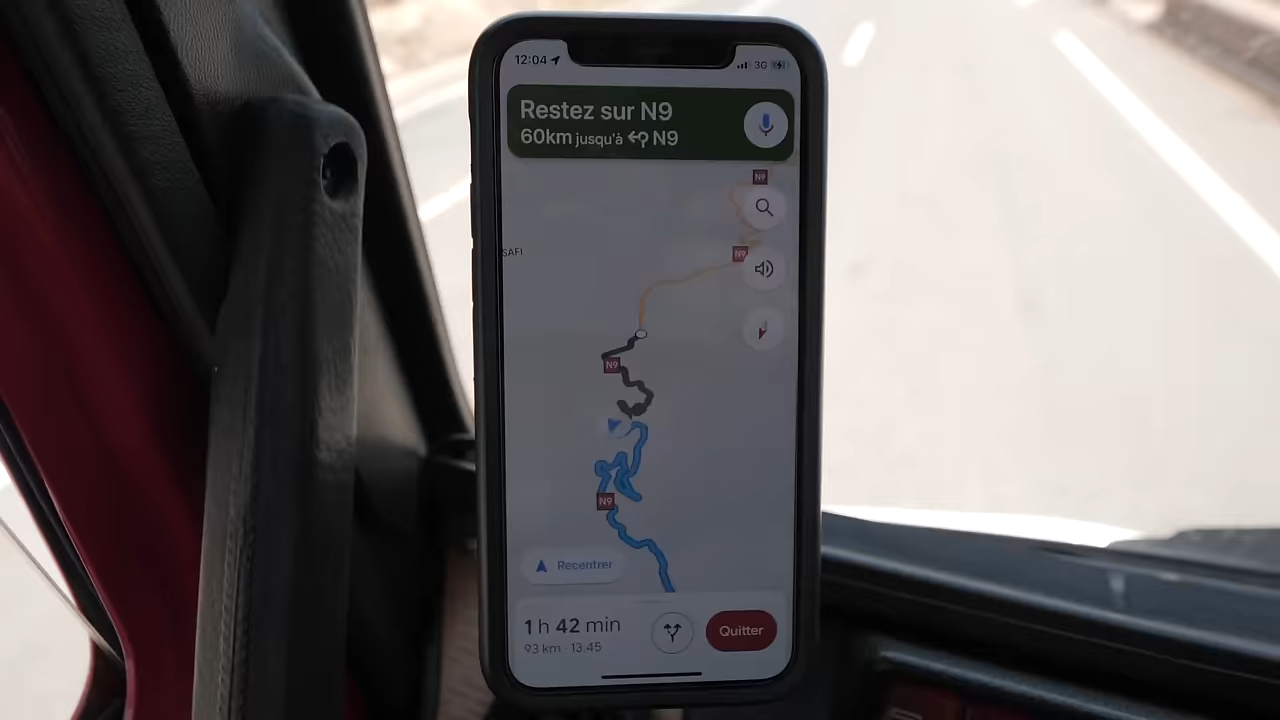 12:04
3G
Restez sur N9
60km jusqu'à N9
N9
SAFI
N9
N9
N9
Recentrer
1 h 42 min
93 km · 13:45
Quitter